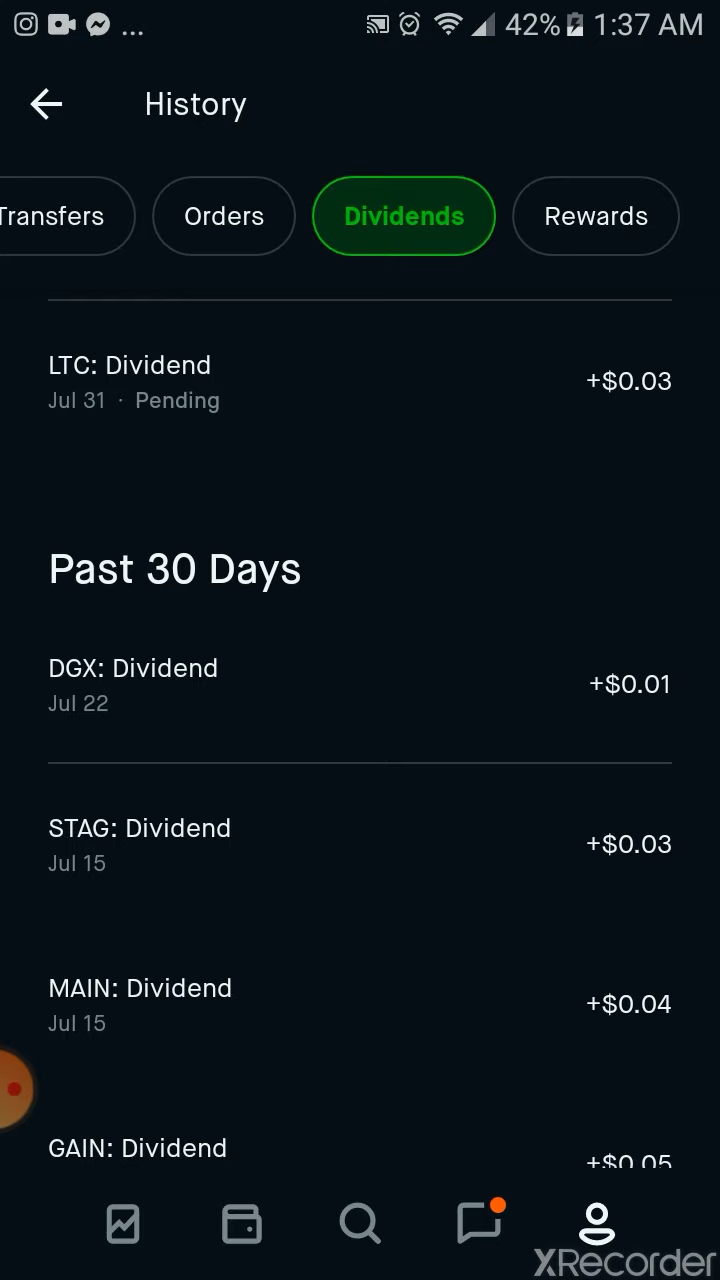 ... 42% 1:37 AM
History
Transfers Orders Dividends Rewards
LTC: Dividend
+$0.03
Jul 31 · Pending
Past 30 Days
DGX: Dividend
+$0.01
Jul 22
STAG: Dividend
+$0.03
Jul 15
MAIN: Dividend
+$0.04
Jul 15
GAIN: Dividend
+$0.05
XRecorder